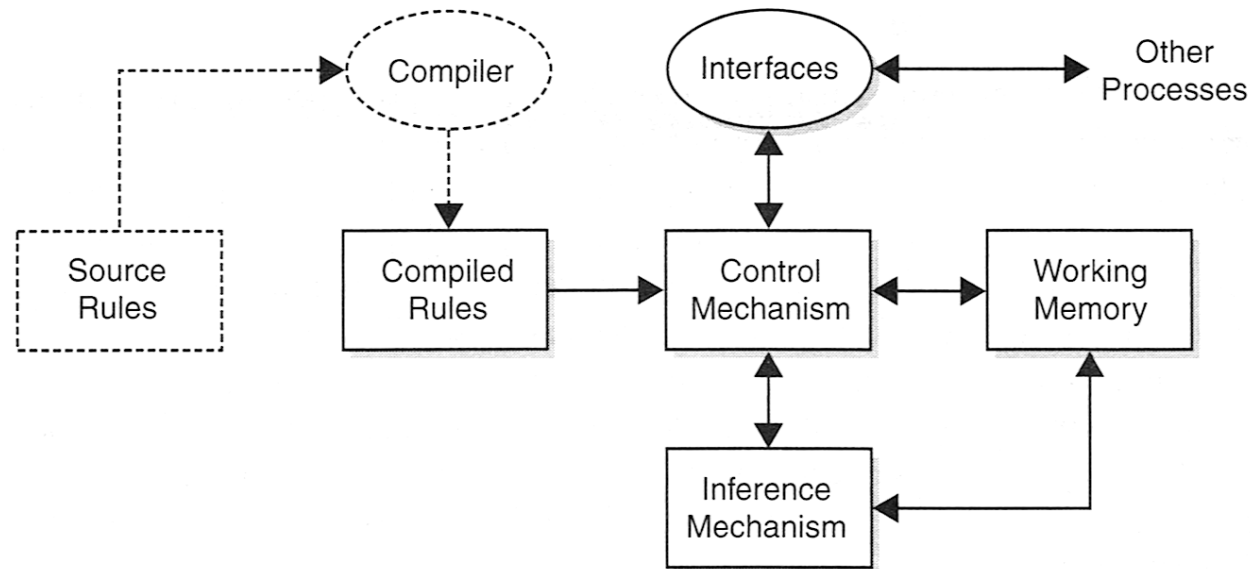 Compiler
Interfaces
Other
Processes
Source
Rules
Compiled
Rules
Control
Mechanism
Working
Memory
Inference
Mechanism